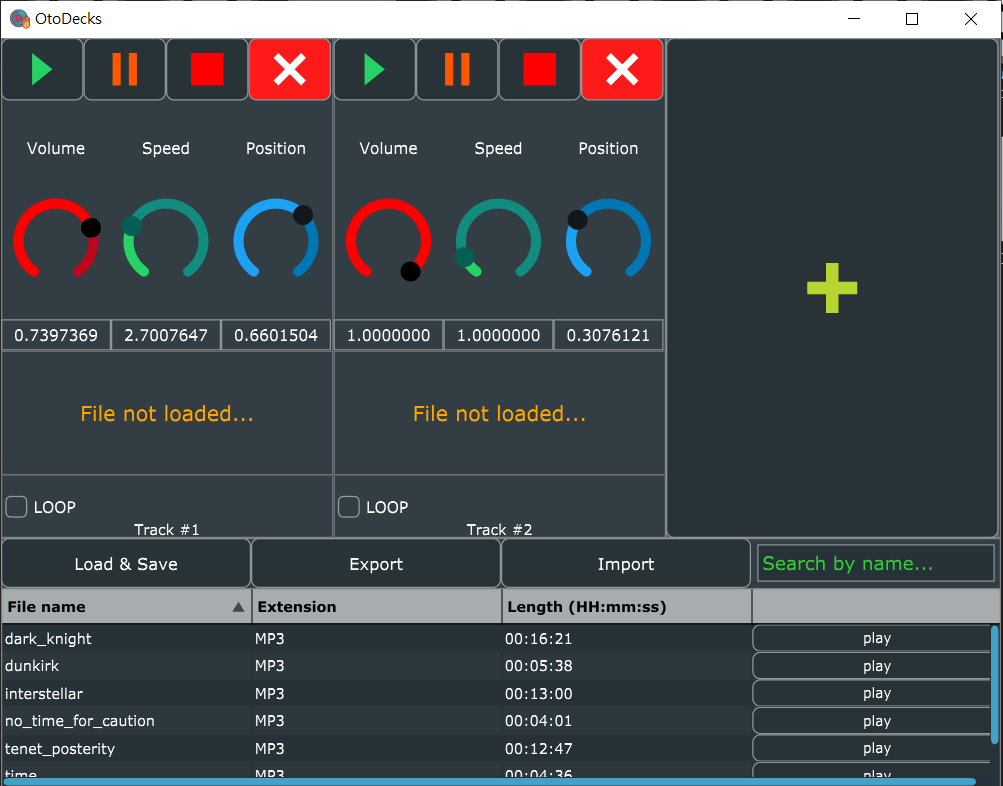 OtoDecks
Volume Speed Position Volume Speed Position
0.7397369 2.7007647 0.6601504 1.0000000 1.0000000 0.3076121
File not loaded... File not loaded...
LOOP LOOP
Track #1 Track #2
Load & Save Export Import Search by name...
File name Extension Length (HH:mm:ss)
dark_knight MP3 00:16:21 play
dunkirk MP3 00:05:38 play
interstellar MP3 00:13:00 play
no_time_for_caution MP3 00:04:01 play
tenet_posterity MP3 00:12:47 play
time MP3 00:04:36 play